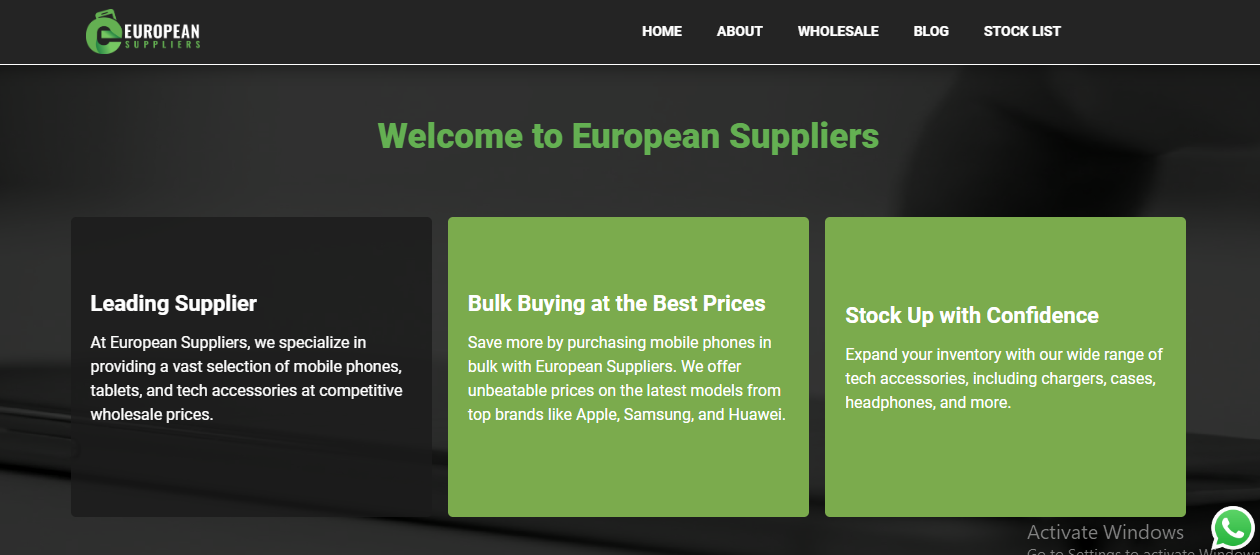 EUROPEAN
SUPPLIERS
HOME ABOUT WHOLESALE BLOG STOCK LIST
Welcome to European Suppliers
Leading Supplier
At European Suppliers, we specialize in
providing a vast selection of mobile phones,
tablets, and tech accessories at competitive
wholesale prices.
Bulk Buying at the Best Prices
Save more by purchasing mobile phones in
bulk with European Suppliers. We offer
unbeatable prices on the latest models from
top brands like Apple, Samsung, and Huawei.
Stock Up with Confidence
Expand your inventory with our wide range of
tech accessories, including chargers, cases,
headphones, and more.
Activate Windows
Go to Settings to activate Windows